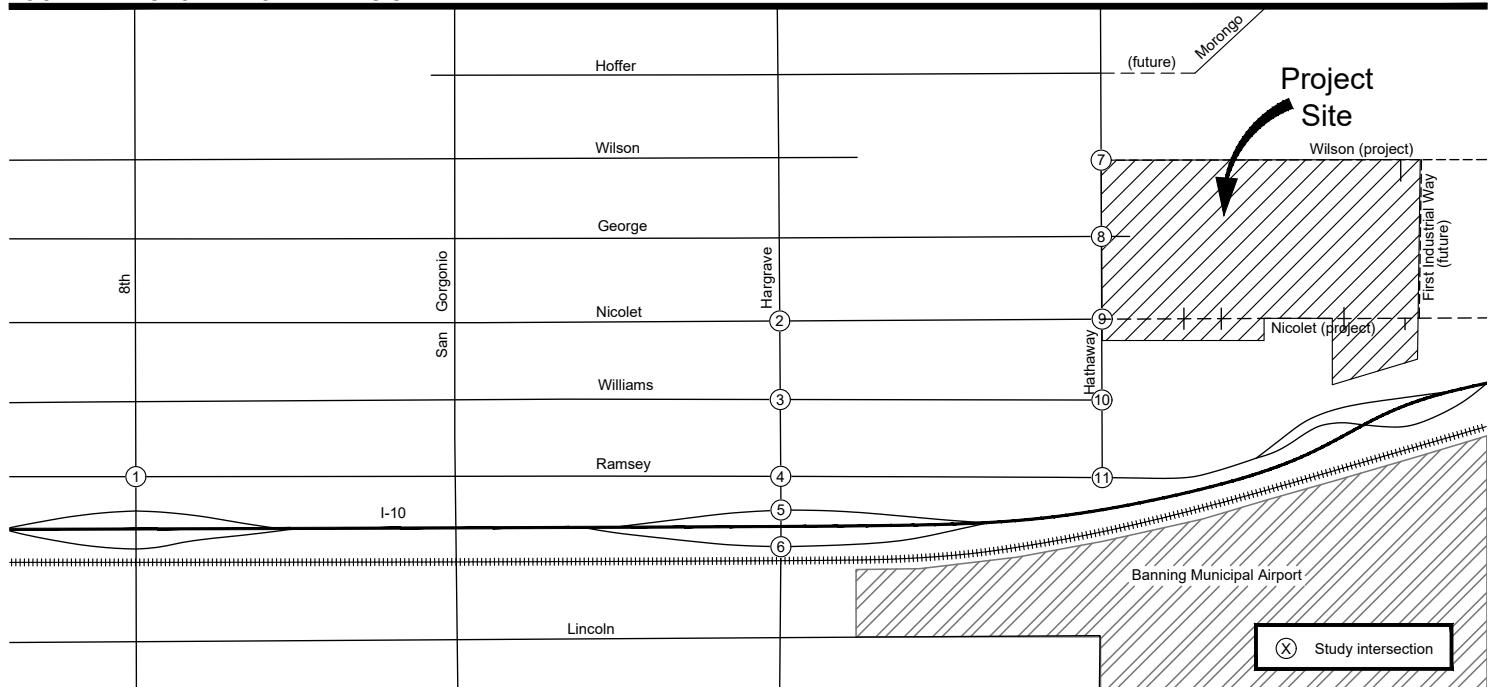 Hoffer
(future)
Morongo
Project
Site
Wilson
7
Wilson (project)
George
8
8th
San Gorgonio
Hargrave
First Industrial Way
(future)
Nicolet
2
9
Nicolet (project)
Hathaway
Williams
3
10
1
Ramsey
4
11
I-10
5
6
Banning Municipal Airport
Lincoln
X Study intersection